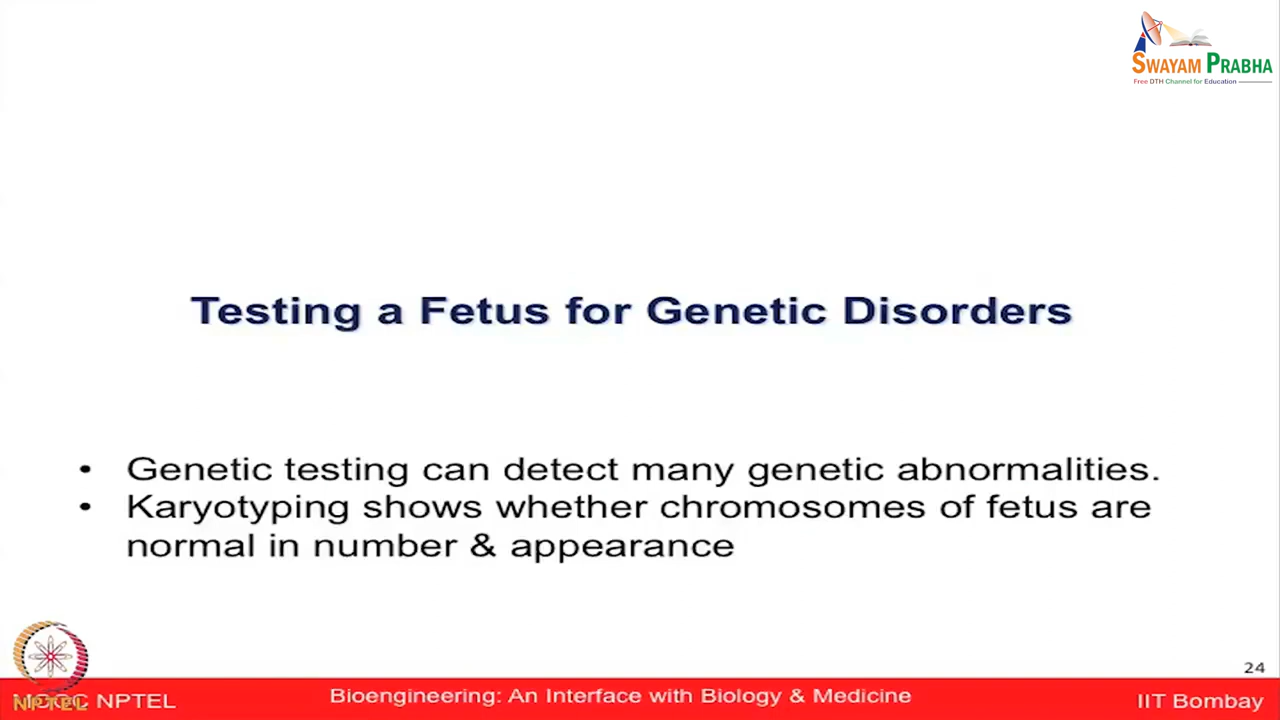 SWAYAM PRABHA
Free DTH Channel for Education
Testing a Fetus for Genetic Disorders
• Genetic testing can detect many genetic abnormalities.
• Karyotyping shows whether chromosomes of fetus are
normal in number & appearance
24
MOOC NPTEL
NPTEL
Bioengineering: An Interface with Biology & Medicine
IIT Bombay